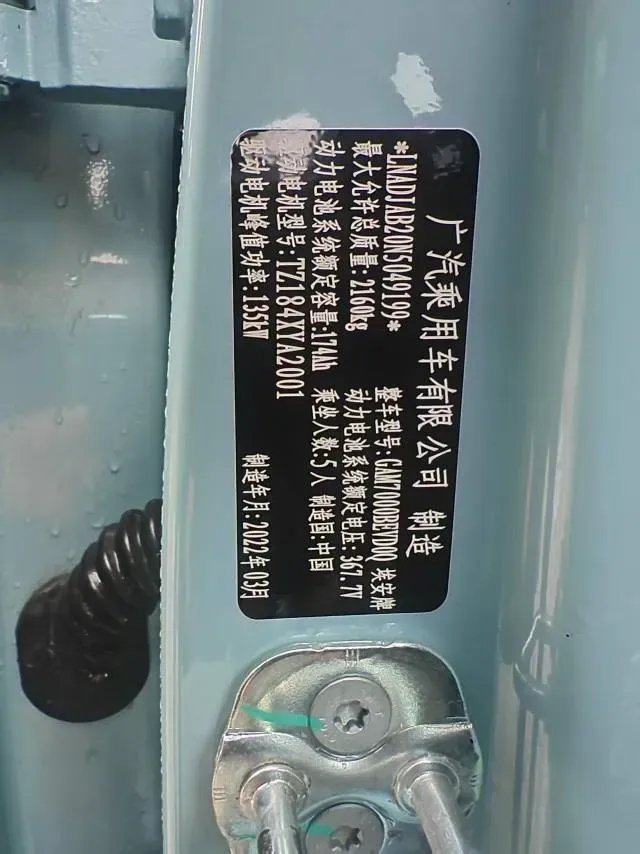 广汽乘用车有限公司 制造
*LNADJAB20N5049199* 整车型号:GAM7000BEVD0Q 埃安牌
最大允许总质量:2160kg 动力电池系统额定电压:367.7V
动力电池系统额定容量:174Ah 乘坐人数:5人 制造国:中国
驱动电机型号:TZ184XYA2001
驱动电机峰值功率:135kW 制造年月:2022年03月